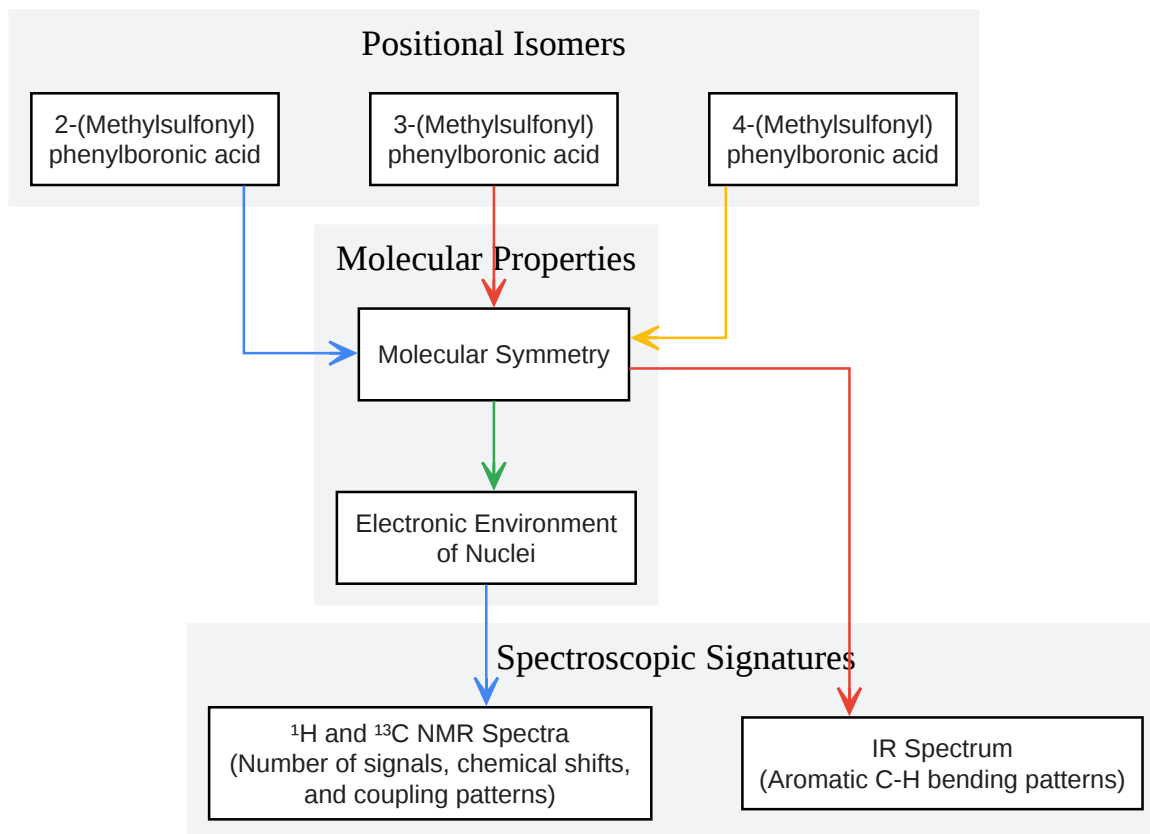 Positional Isomers
2-(Methylsulfonyl)
phenylboronic acid
3-(Methylsulfonyl)
phenylboronic acid
4-(Methylsulfonyl)
phenylboronic acid
Molecular Properties
Molecular Symmetry
Electronic Environment
of Nuclei
Spectroscopic Signatures
¹H and ¹³C NMR Spectra
(Number of signals, chemical shifts,
and coupling patterns)
IR Spectrum
(Aromatic C-H bending patterns)